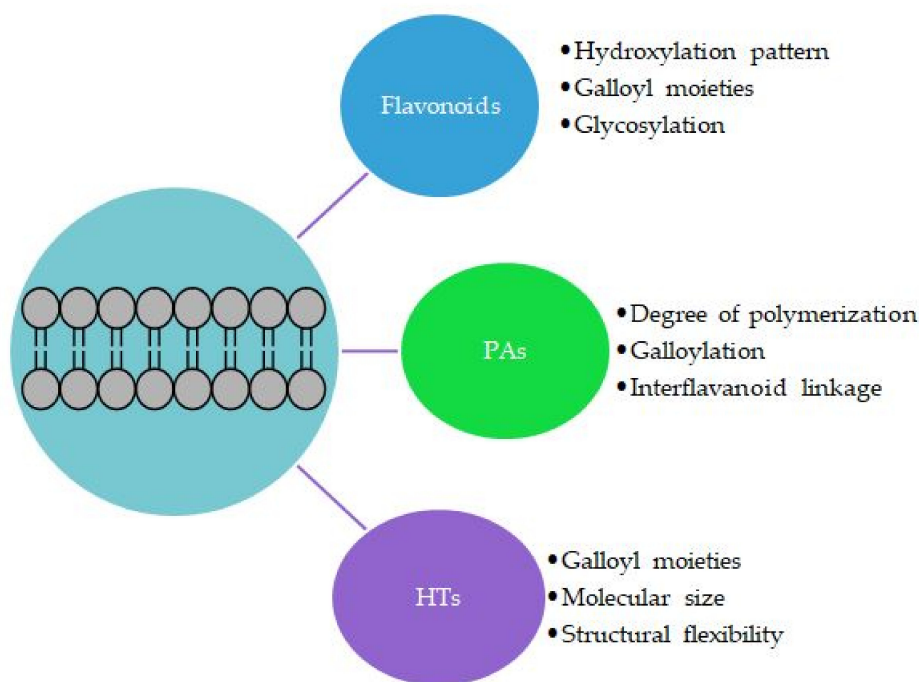 Flavonoids
•Hydroxylation pattern
•Galloyl moieties
•Glycosylation
PAs
•Degree of polymerization
•Galloylation
•Interflavanoid linkage
HTs
•Galloyl moieties
•Molecular size
•Structural flexibility